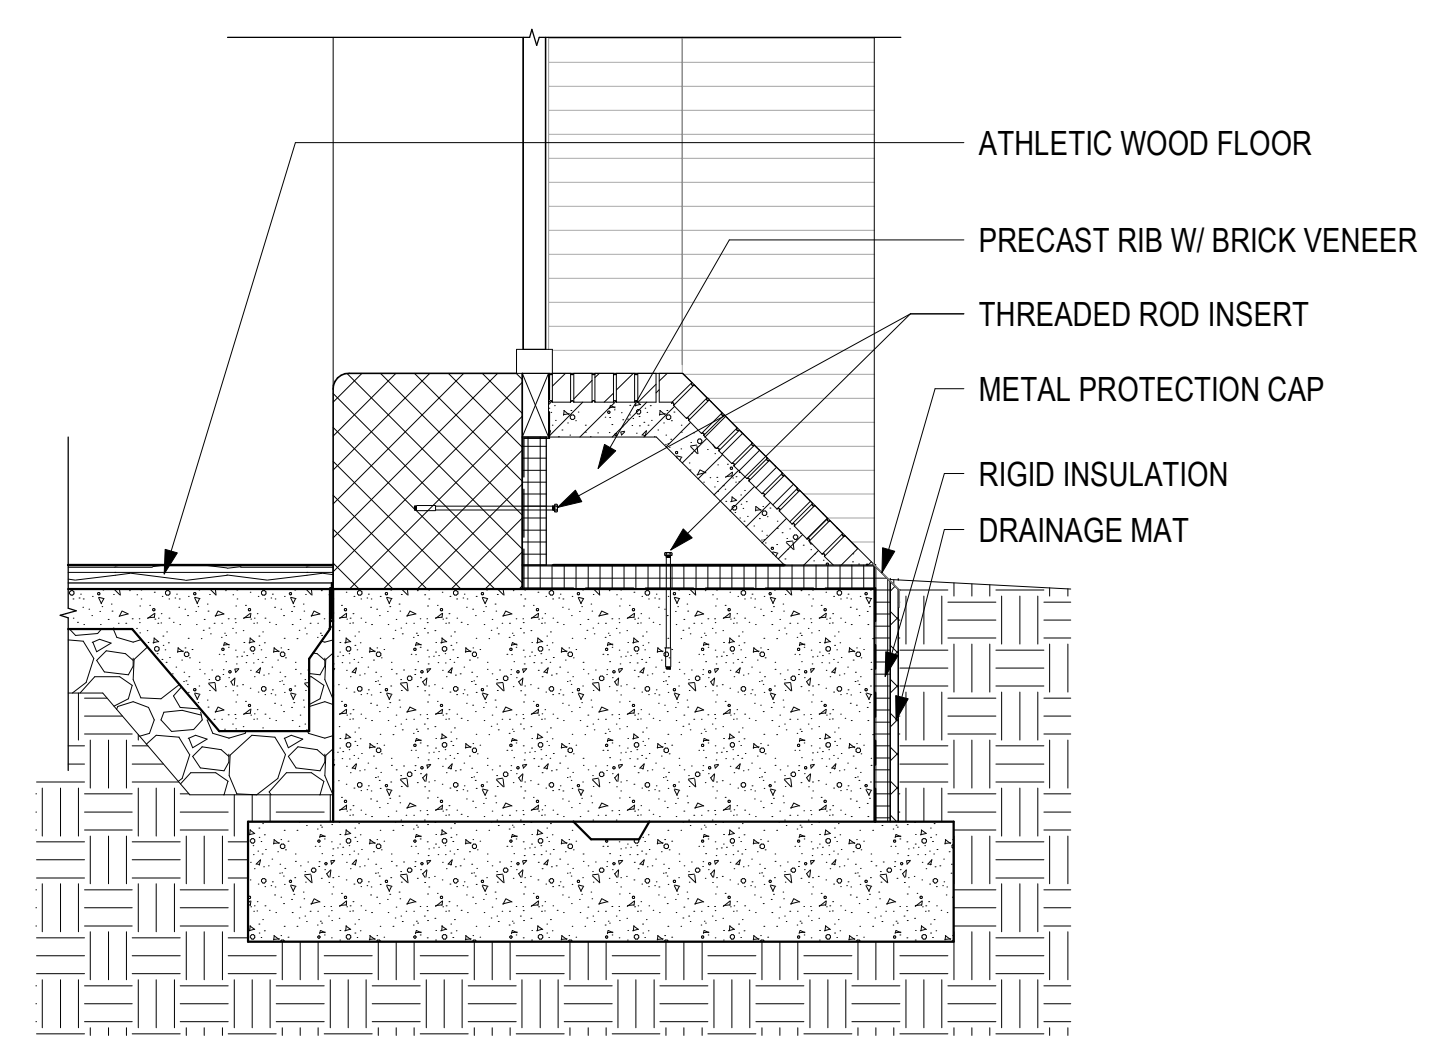 ATHLETIC WOOD FLOOR
PRECAST RIB W/ BRICK VENEER
THREADED ROD INSERT
METAL PROTECTION CAP
RIGID INSULATION
DRAINAGE MAT